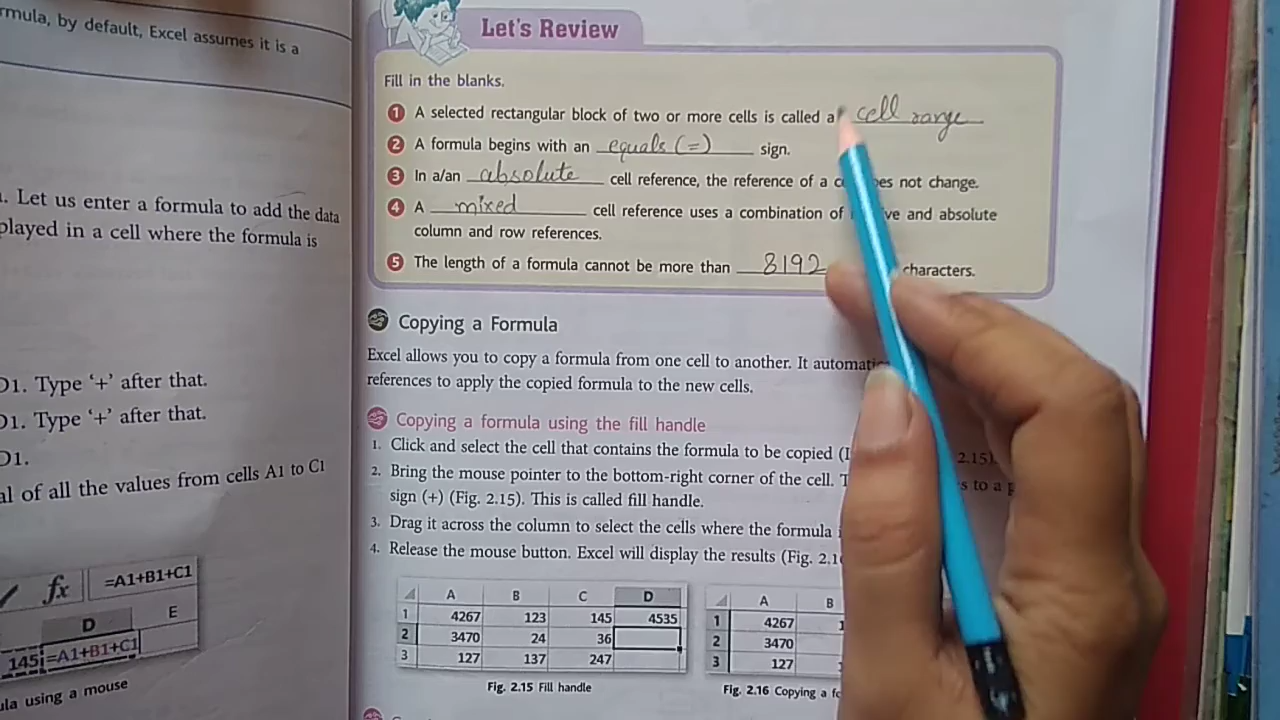 rmula, by default, Excel assumes it is a
. Let us enter a formula to add the data
played in a cell where the formula is
D1. Type ‘+’ after that.
D1. Type ‘+’ after that.
D1.
al of all the values from cells A1 to C1
fx =A1+B1+C1
D E
145 =A1+B1+C1
ula using a mouse
Let's Review
Fill in the blanks.
1 A selected rectangular block of two or more cells is called a cell range
2 A formula begins with an equals (=) sign.
3 In a/an absolute cell reference, the reference of a does not change.
4 A mixed cell reference uses a combination of and absolute
column and row references.
5 The length of a formula cannot be more than 8192 characters.
Copying a Formula
Excel allows you to copy a formula from one cell to another. It
references to apply the copied formula to the new cells.
Copying a formula using the fill handle
1. Click and select the cell that contains the formula to be copied 2.15).
2. Bring the mouse pointer to the bottom-right corner of the cell. to a
sign (+) (Fig. 2.15). This is called fill handle.
3. Drag it across the column to select the cells where the formula
4. Release the mouse button. Excel will display the results (Fig.
A B C D
1 4267 123 145 4535
2 3470 24 36
3 127 137 247
Fig. 2.15 Fill handle
A B
1 4267
2 3470
3 127
Fig. 2.16 Copying a